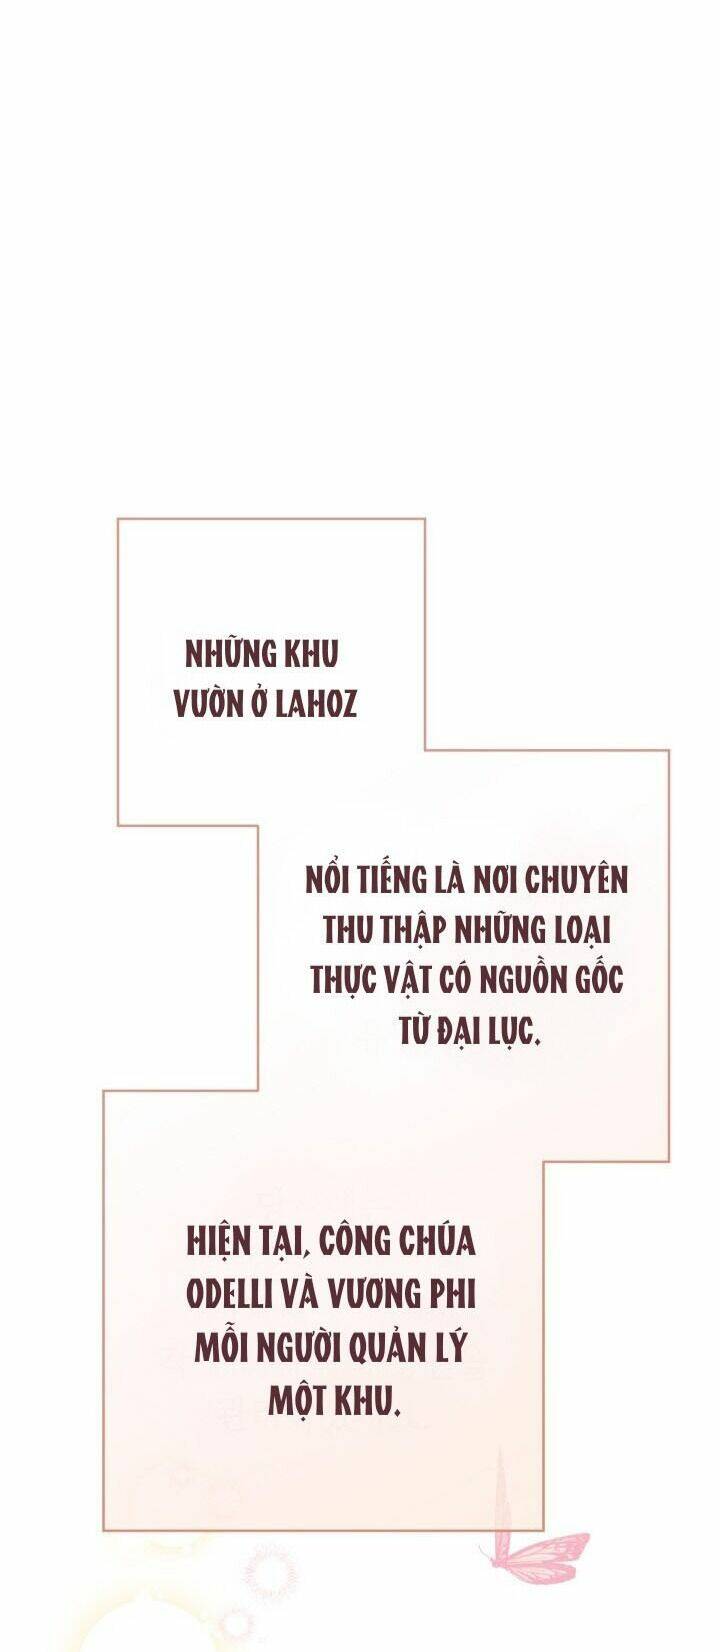 NHỮNG KHU
VƯỜN Ở LAHOZ
NỔI TIẾNG LÀ NƠI CHUYÊN
THU THẬP NHỮNG LOẠI
THỰC VẬT CÓ NGUỒN GỐC
TỪ ĐẠI LỤC.
HIỆN TẠI, CÔNG CHÚA
ODELLI VÀ VƯƠNG PHI
MỖI NGƯỜI QUẢN LÝ
MỘT KHU.